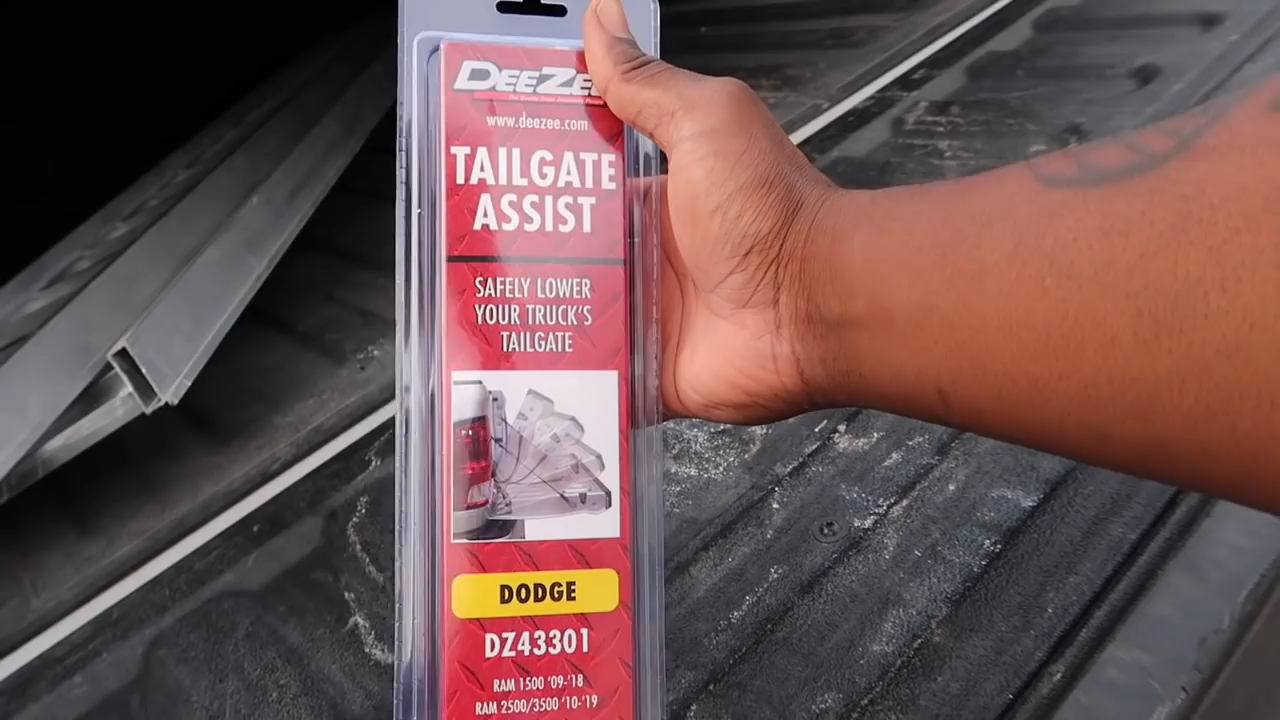 DEEZEE
www.deezee.com
TAILGATE
ASSIST
SAFELY LOWER
YOUR TRUCK'S
TAILGATE
DODGE
DZ43301
RAM 1500 '09-'18
RAM 2500/3500 '10-'19